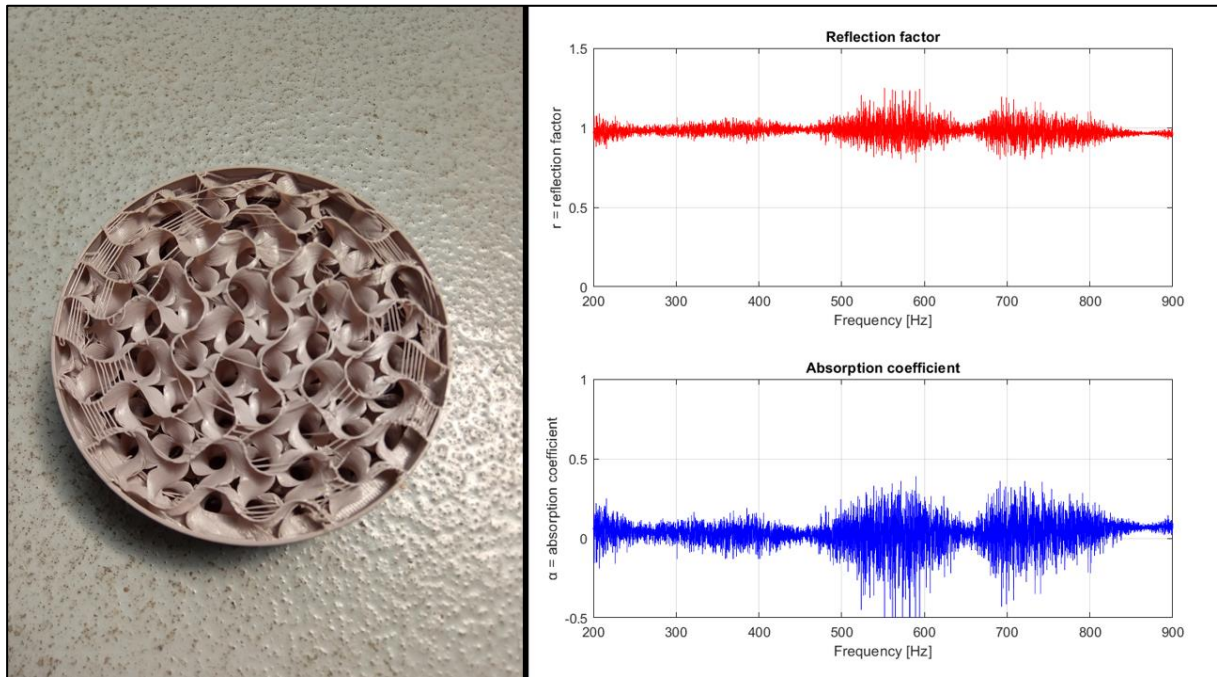 Reflection factor
1.5
1
0.5
0
r = reflection factor
200 300 400 500 600 700 800 900
Frequency [Hz]
Absorption coefficient
1
0.5
0
-0.5
α = absorption coefficient
200 300 400 500 600 700 800 900
Frequency [Hz]